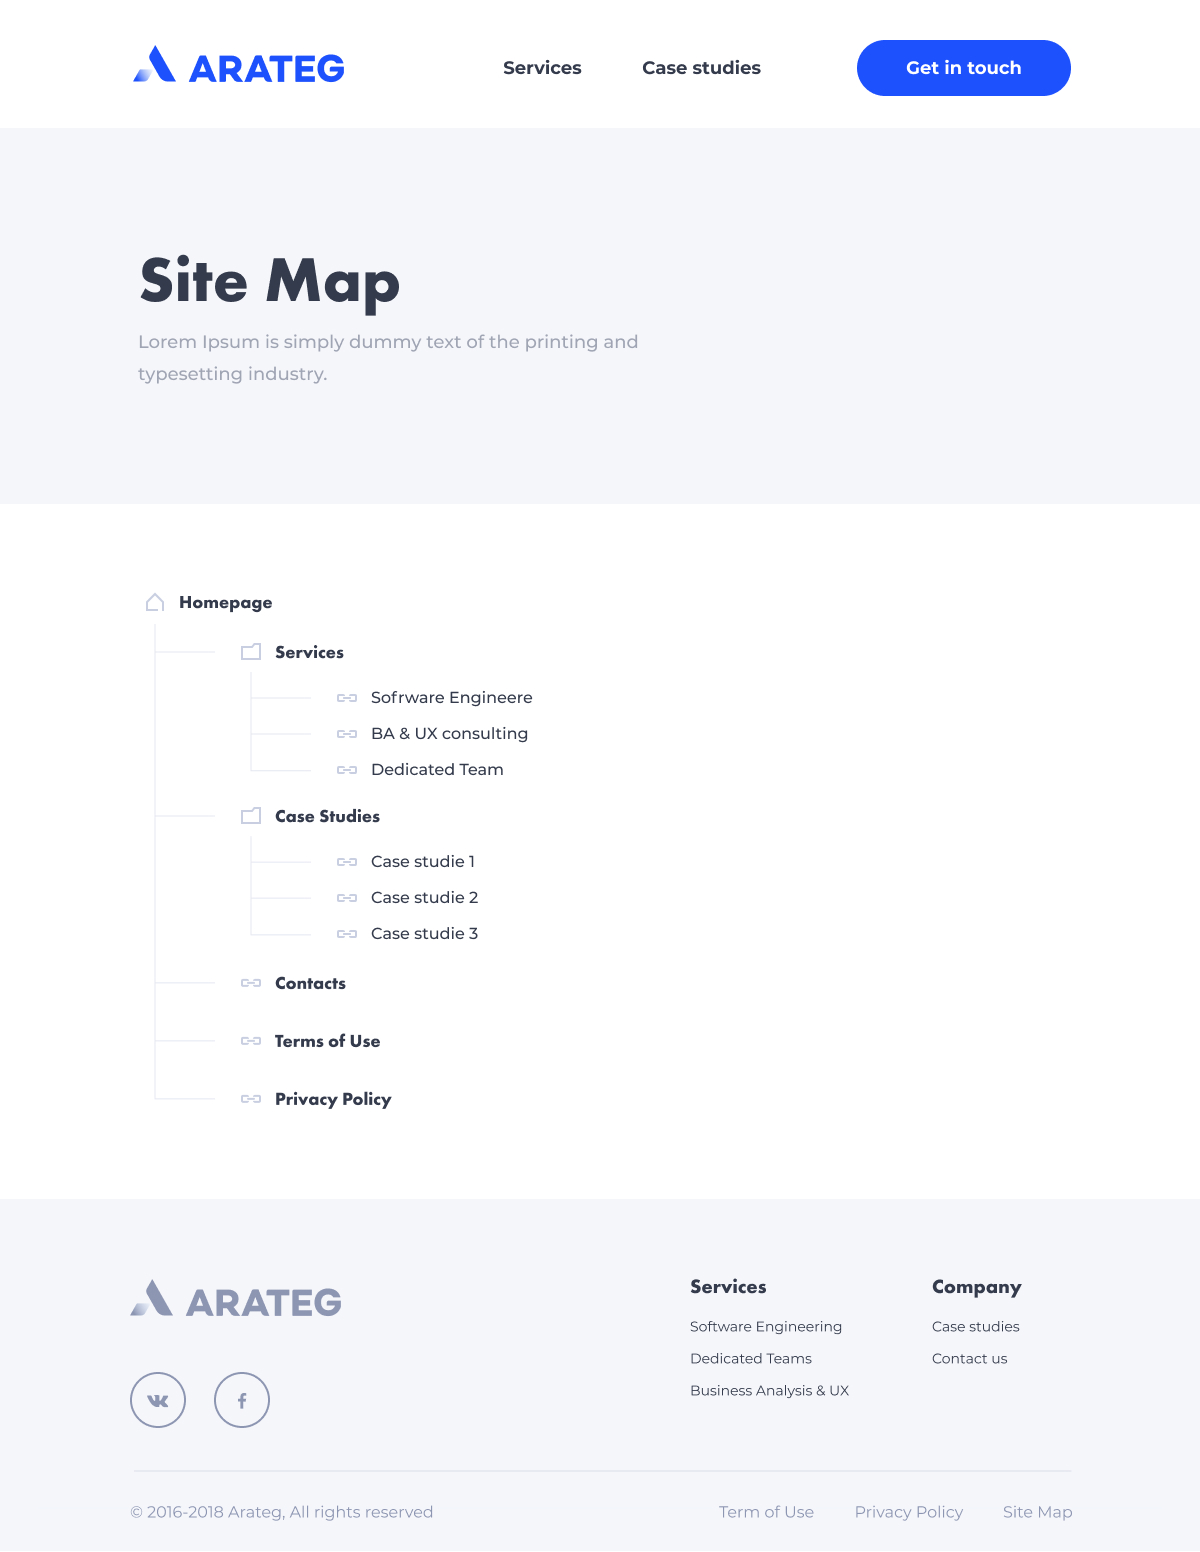 ARATEG
Services
Case studies
Get in touch
Site Map
Lorem Ipsum is simply dummy text of the printing and
typesetting industry.
Homepage
Services
Sofrware Engineere
BA & UX consulting
Dedicated Team
Case Studies
Case studie 1
Case studie 2
Case studie 3
Contacts
Terms of Use
Privacy Policy
ARATEG
Services
Software Engineering
Dedicated Teams
Business Analysis & UX
Company
Case studies
Contact us
© 2016-2018 Arateg, All rights reserved
Term of Use
Privacy Policy
Site Map